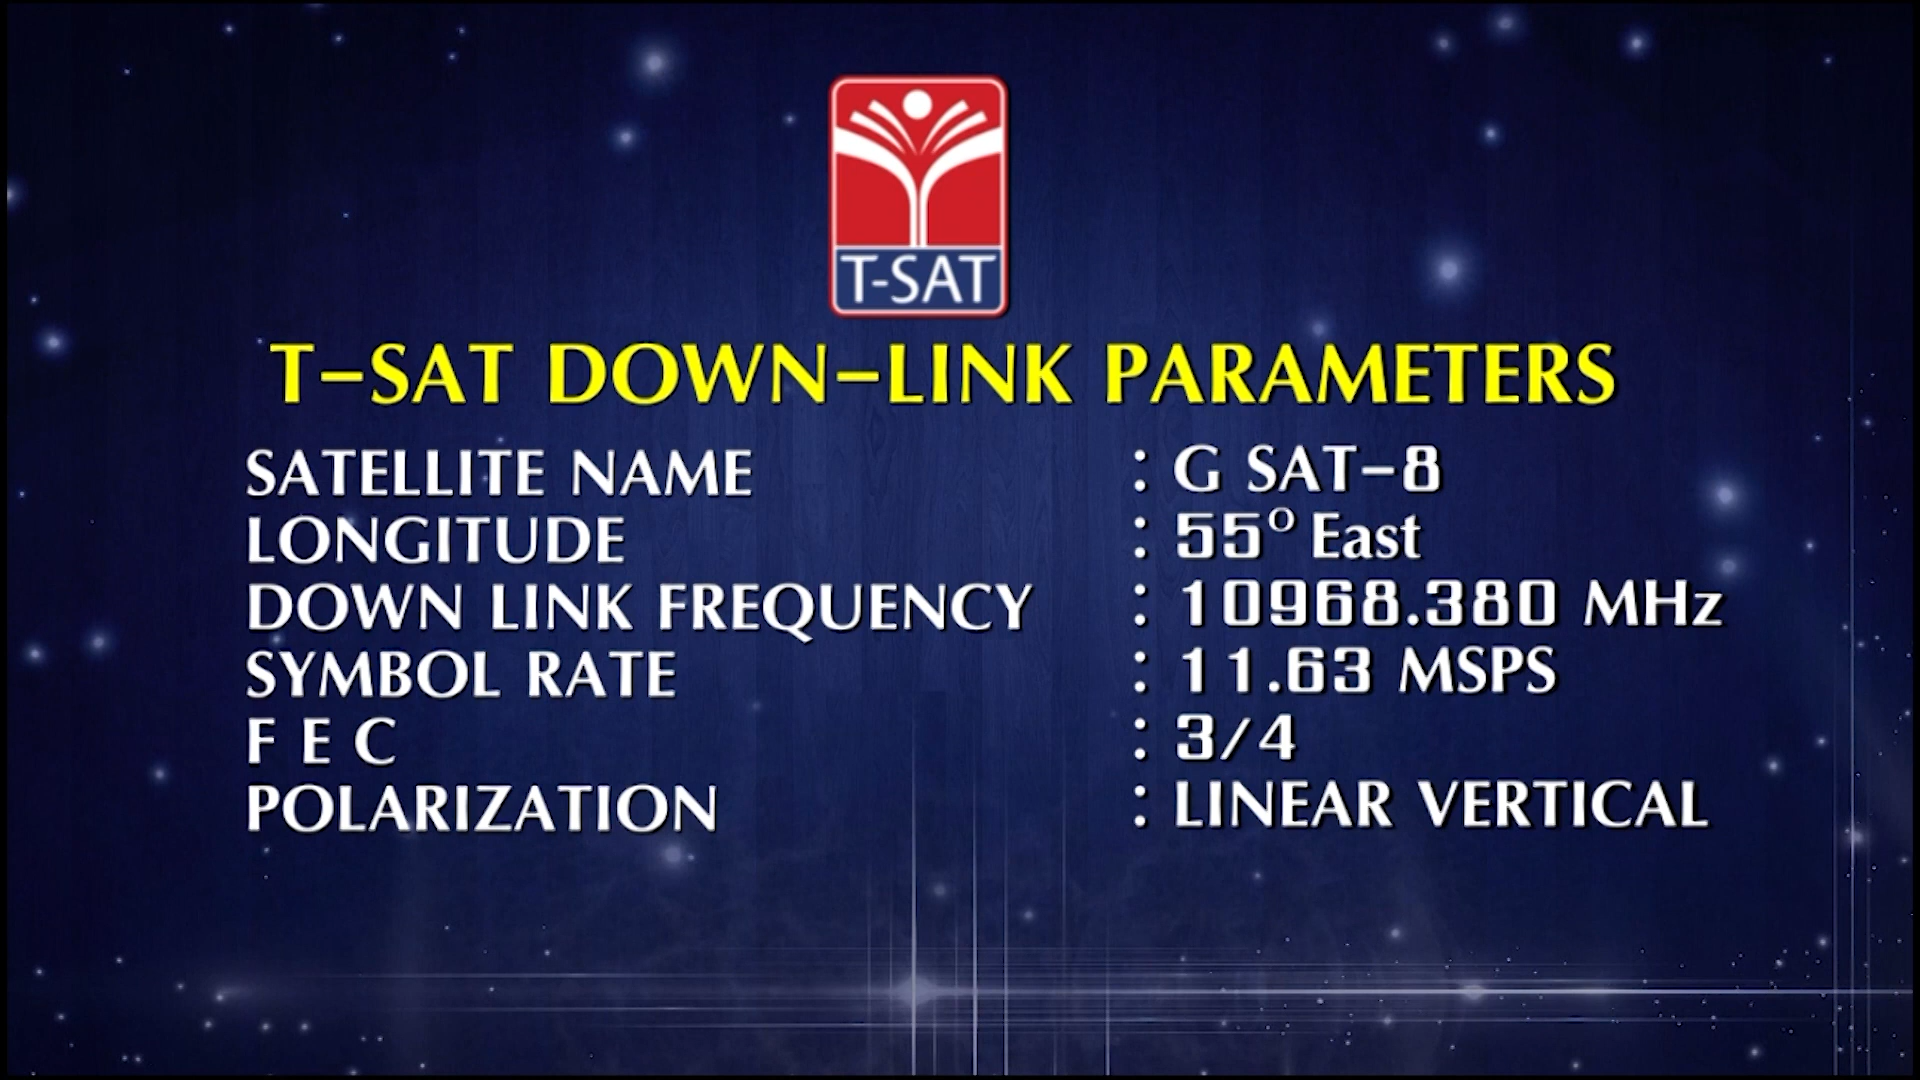 T-SAT
T-SAT DOWN-LINK PARAMETERS
SATELLITE NAME : G SAT-8
LONGITUDE : 55° East
DOWN LINK FREQUENCY : 10968.380 MHz
SYMBOL RATE : 11.63 MSPS
F E C : 3/4
POLARIZATION : LINEAR VERTICAL